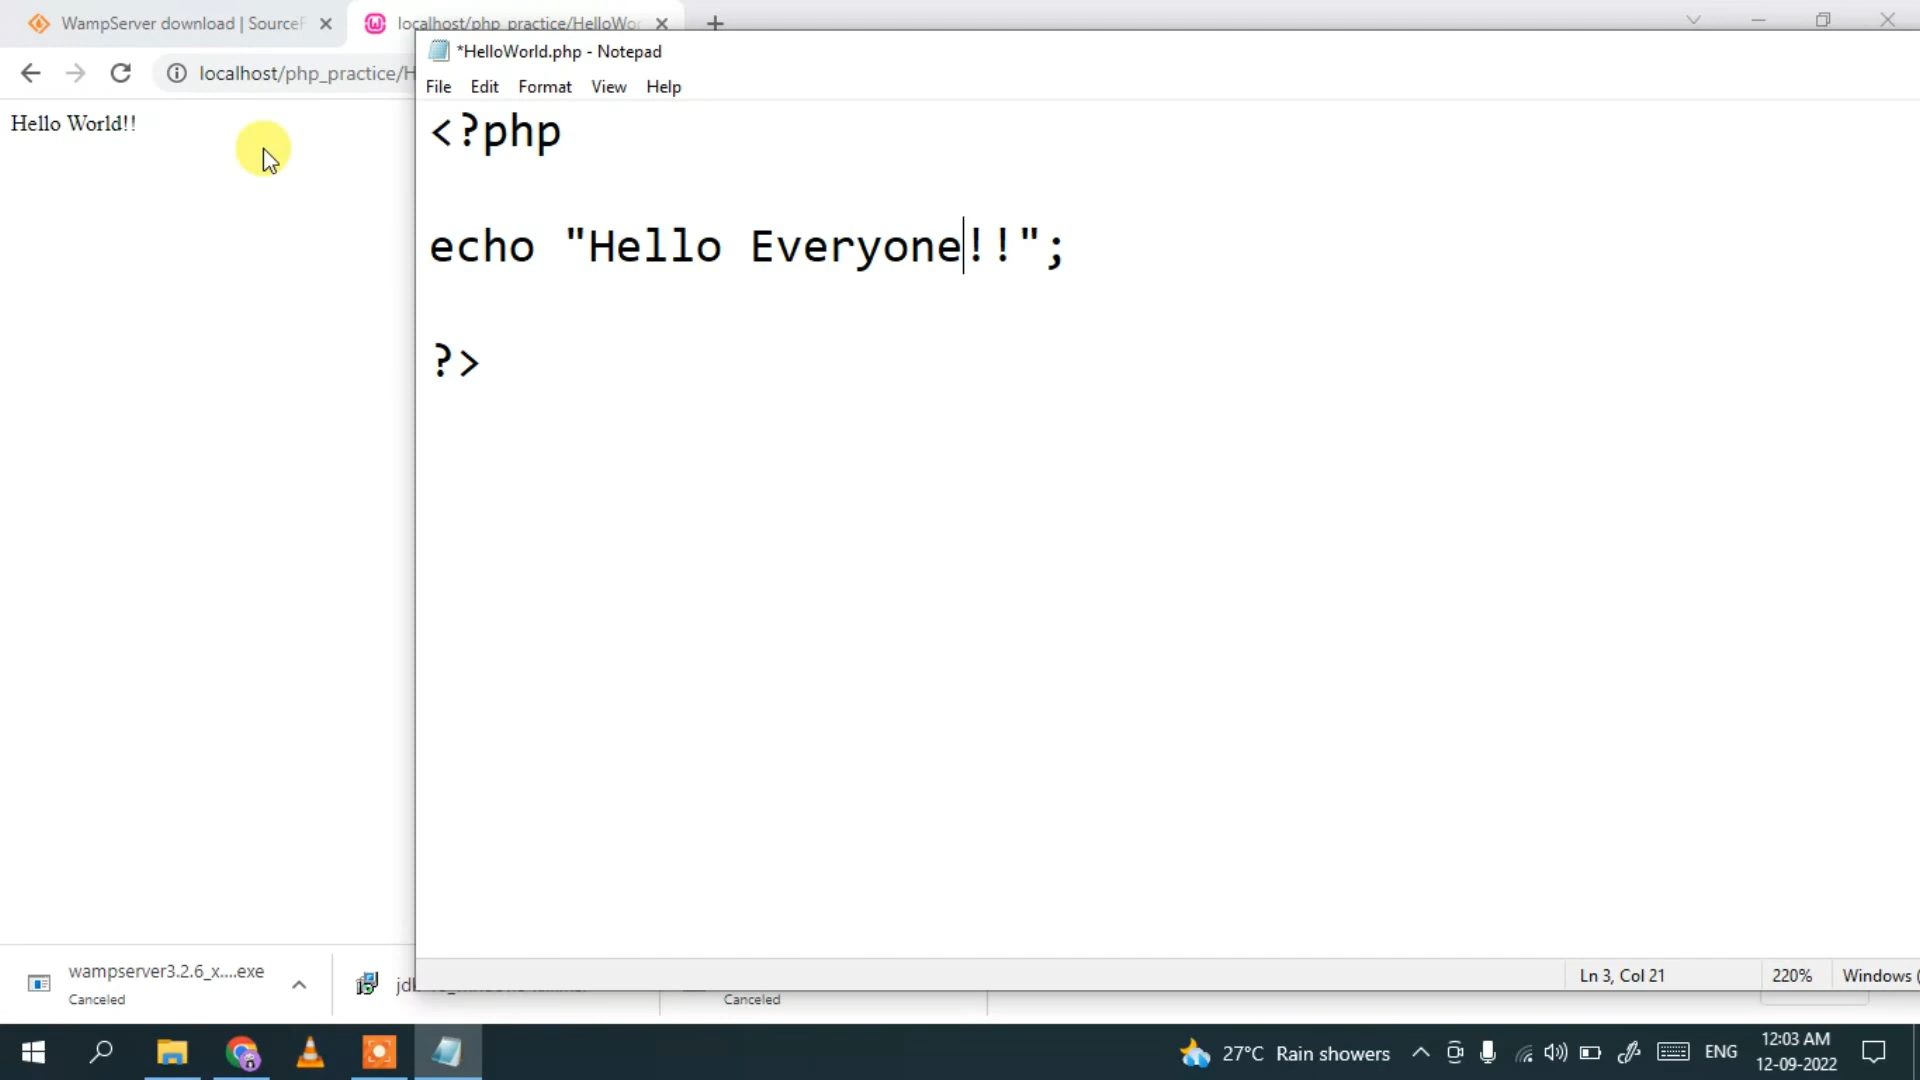 WampServer download | SourceF
localhost/php_practice/HelloWor
localhost/php_practice/H
Hello World!!
*HelloWorld.php - Notepad
File Edit Format View Help
<?php
echo "Hello Everyone!!";
?>
Ln 3, Col 21 220% Windows (
wampserver3.2.6_x....exe
Canceled
Canceled
27°C Rain showers
ENG
12:03 AM
12-09-2022